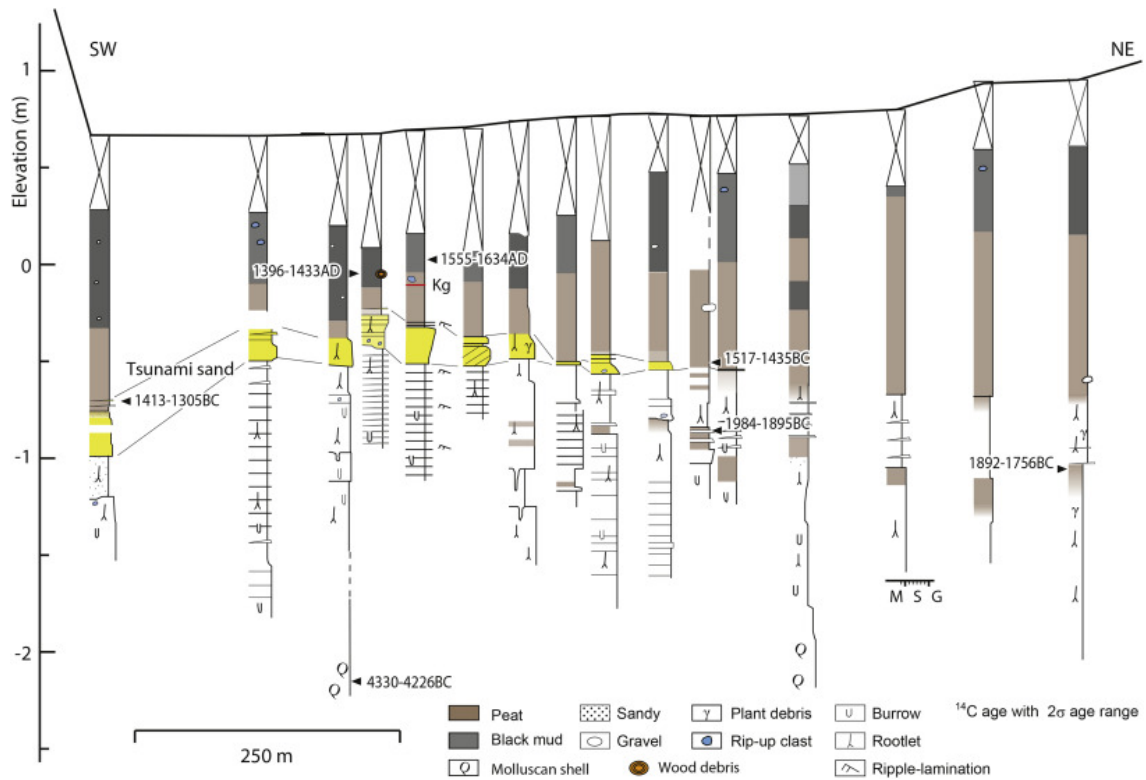 SW
NE
Elevation (m)
1
0
-1
-2
1555-1634AD
1396-1433AD
Kg
Tsunami sand
1517-1435BC
1413-1305BC
1984-1895BC
1892-1756BC
M S G
4330-4226BC
250 m
Peat
Sandy
Plant debris
Burrow
14C age with 2σ age range
Black mud
Gravel
Rip-up clast
Rootlet
Molluscan shell
Wood debris
Ripple-lamination